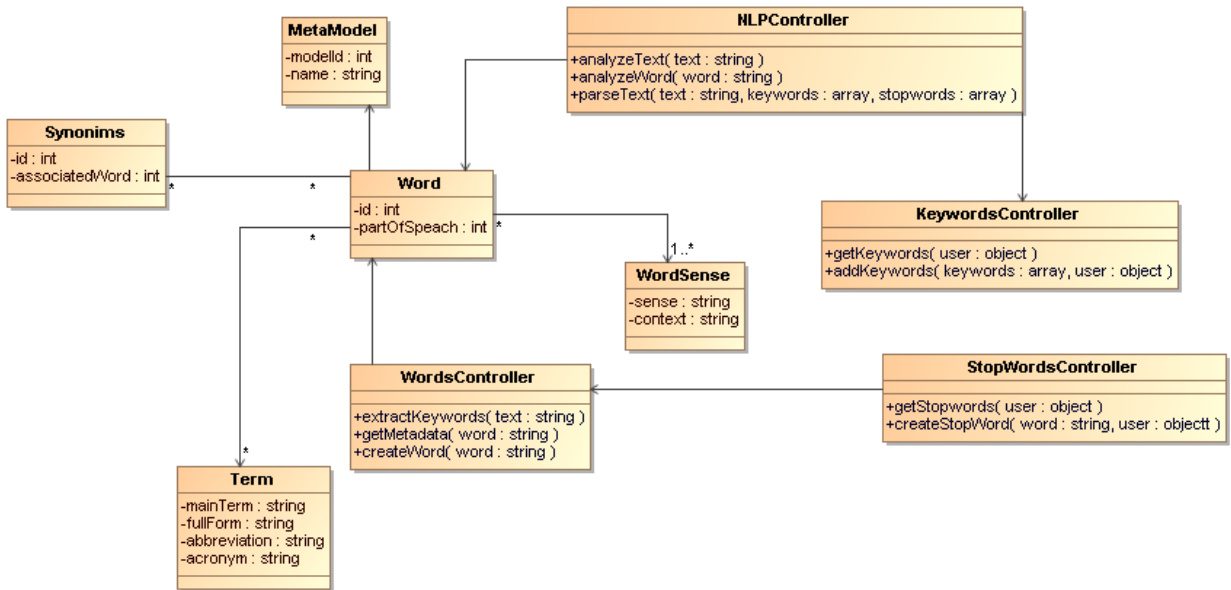 MetaModel
-modelId : int
-name : string
NLPController
+analyzeText( text : string )
+analyzeWord( word : string )
+parseText( text : string, keywords : array, stopwords : array )
Synonims
-id : int
-associatedWord : int
*
*
Word
-id : int
-partOfSpeach : int
*
*
1..*
KeywordsController
+getKeywords( user : object )
+addKeywords( keywords : array, user : object )
WordSense
-sense : string
-context : string
WordsController
+extractKeywords( text : string )
+getMetadata( word : string )
+createWord( word : string )
StopWordsController
+getStopwords( user : object )
+createStopWord( word : string, user : objectt )
*
Term
-mainTerm : string
-fullForm : string
-abbreviation : string
-acronym : string